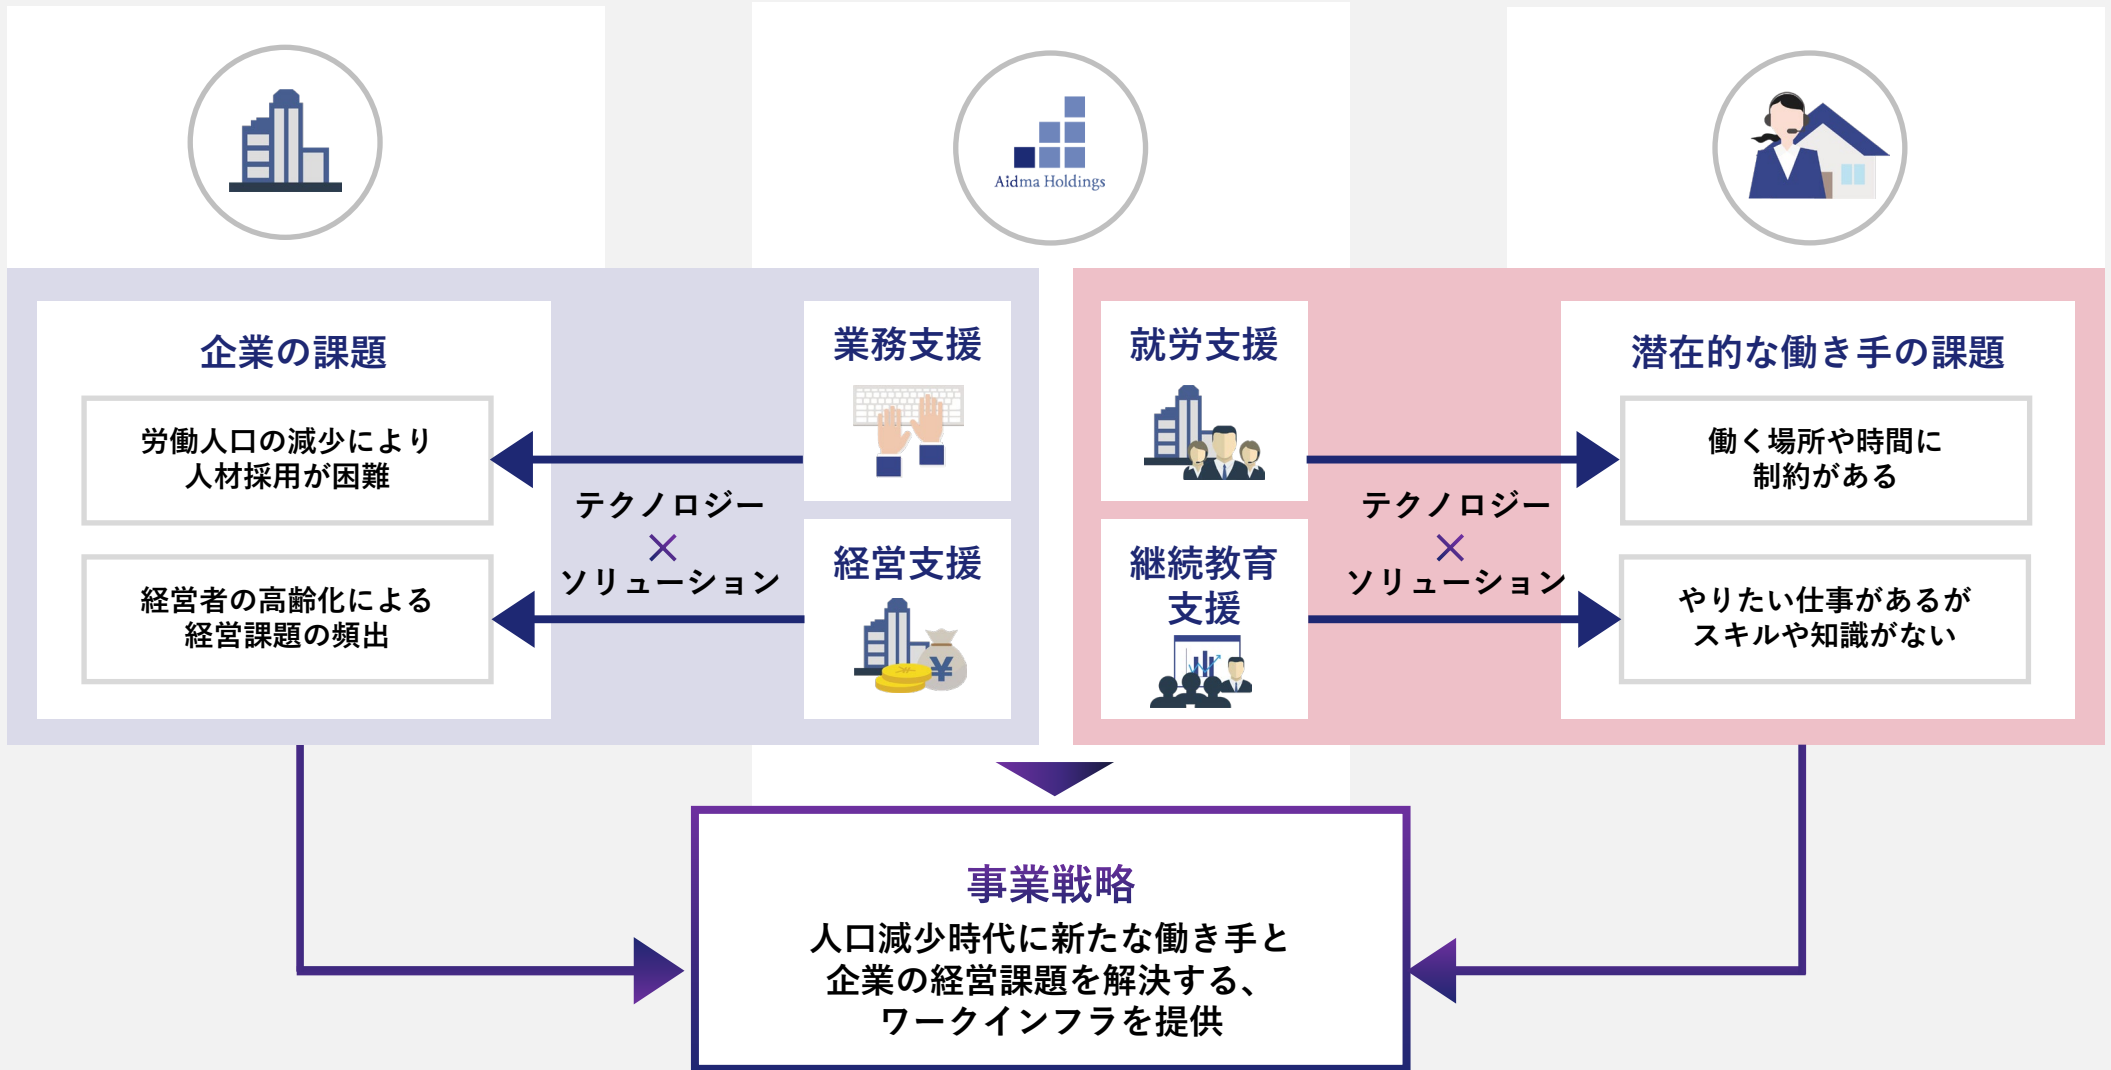 Aidma Holdings
企業の課題
労働人口の減少により
人材採用が困難
経営者の高齢化による
経営課題の頻出
テクノロジー
×
ソリューション
業務支援
経営支援
¥
就労支援
継続教育
支援
テクノロジー
×
ソリューション
潜在的な働き手の課題
働く場所や時間に
制約がある
やりたい仕事があるが
スキルや知識がない
事業戦略
人口減少時代に新たな働き手と
企業の経営課題を解決する、
ワークインフラを提供